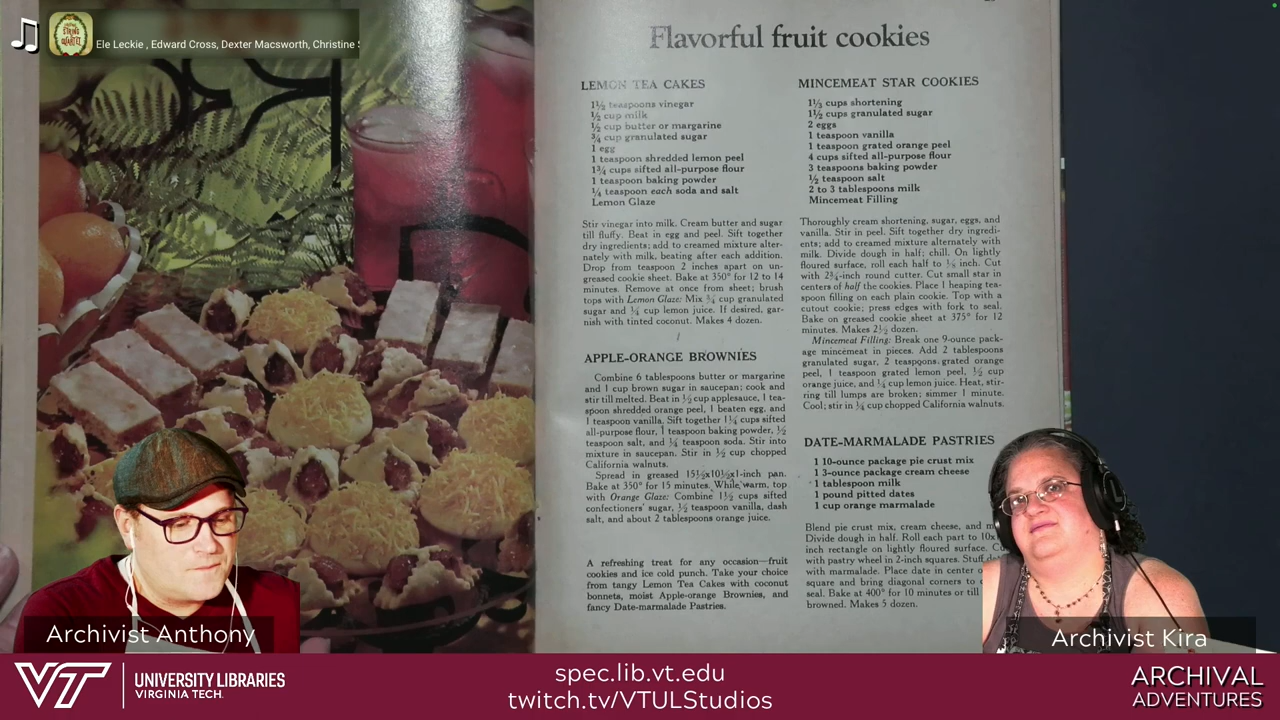 Ele Leckie , Edward Cross, Dexter Macsworth, Christine
Flavorful fruit cookies
LEMON TEA CAKES
1½ teaspoons vinegar
½ cup milk
½ cup butter or margarine
¾ cup granulated sugar
1 egg
1 teaspoon shredded lemon peel
1¾ cups sifted all-purpose flour
1 teaspoon baking powder
¼ teaspoon each soda and salt
Lemon Glaze
Stir vinegar into milk. Cream butter and sugar
till fluffy. Beat in egg and peel. Sift together
dry ingredients; add to creamed mixture alter-
nately with milk, beating after each addition.
Drop from teaspoon 2 inches apart on un-
greased cookie sheet. Bake at 350° for 12 to 14
minutes. Remove at once from sheet; brush
tops with Lemon Glaze: Mix ¾ cup granulated
sugar and ¼ cup lemon juice. If desired, gar-
nish with tinted coconut. Makes 4 dozen.
APPLE-ORANGE BROWNIES
Combine 6 tablespoons butter or margarine
and 1 cup brown sugar in saucepan; cook and
stir till melted. Beat in ½ cup applesauce, 1 tea-
spoon shredded orange peel, 1 beaten egg, and
1 teaspoon vanilla. Sift together 1¼ cups sifted
all-purpose flour, 1 teaspoon baking powder, ½
teaspoon salt, and ¼ teaspoon soda. Stir into
mixture in saucepan. Stir in ½ cup chopped
California walnuts.
Spread in greased 15½x10½x1-inch pan.
Bake at 350° for 15 minutes. While warm, top
with Orange Glaze: Combine 1½ cups sifted
confectioners' sugar, ½ teaspoon vanilla, dash
salt, and about 2 tablespoons orange juice.
A refreshing treat for any occasion—fruit
cookies and ice cold punch. Take your choice
from tangy Lemon Tea Cakes with coconut
bonnets, moist Apple-orange Brownies, and
fancy Date-marmalade Pastries.
MINCEMEAT STAR COOKIES
1⅓ cups shortening
1½ cups granulated sugar
2 eggs
1 teaspoon vanilla
1 teaspoon grated orange peel
4 cups sifted all-purpose flour
3 teaspoons baking powder
½ teaspoon salt
2 to 3 tablespoons milk
Mincemeat Filling
Thoroughly cream shortening, sugar, eggs, and
vanilla. Stir in peel. Sift together dry ingredi-
ents; add to creamed mixture alternately with
milk. Divide dough in half; chill. On lightly
floured surface, roll each half to ⅛ inch. Cut
with 2¾-inch round cutter. Cut small star in
centers of half the cookies. Place 1 heaping tea-
spoon filling on each plain cookie. Top with a
cutout cookie; press edges with fork to seal.
Bake on greased cookie sheet at 375° for 12
minutes. Makes 2½ dozen.
Mincemeat Filling: Break one 9-ounce pack-
age mincemeat in pieces. Add 2 tablespoons
granulated sugar, 2 teaspoons grated orange
peel, 1 teaspoon grated lemon peel, ½ cup
orange juice, and ¼ cup lemon juice. Heat, stir-
ring till lumps are broken; simmer 1 minute.
Cool; stir in ¼ cup chopped California walnuts.
DATE-MARMALADE PASTRIES
1 10-ounce package pie crust mix
1 3-ounce package cream cheese
1 tablespoon milk
1 pound pitted dates
1 cup orange marmalade
Blend pie crust mix, cream cheese, and
Divide dough in half. Roll each part to
inch rectangle on lightly floured surface.
with pastry wheel in 2-inch squares. Stuff
with marmalade. Place date in center
square and bring diagonal corners to
seal. Bake at 400° for 10 minutes or till
browned. Makes 5 dozen.
Archivist Anthony
Archivist Kira
VT
UNIVERSITY LIBRARIES
VIRGINIA TECH
spec.lib.vt.edu
twitch.tv/VTULStudios
ARCHIVAL
ADVENTURES